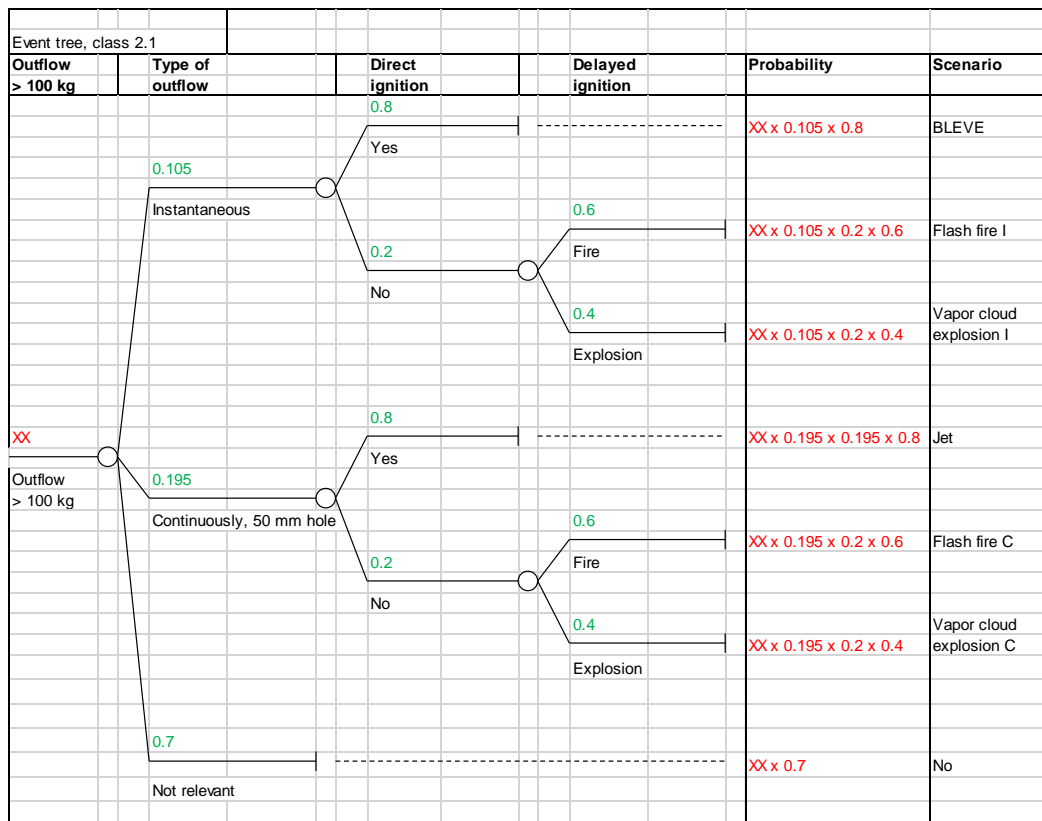 Event tree, class 2.1
Outflow > 100 kg
Type of outflow
Direct ignition
Delayed ignition
Probability
Scenario
0.8
Yes
XX x 0.105 x 0.8
BLEVE
0.105
Instantaneous
0.6
Fire
XX x 0.105 x 0.2 x 0.6
Flash fire I
0.2
No
0.4
Explosion
XX x 0.105 x 0.2 x 0.4
Vapor cloud
explosion I
0.8
Yes
XX x 0.195 x 0.195 x 0.8
Jet
XX
Outflow
> 100 kg
0.195
Continuously, 50 mm hole
0.6
Fire
XX x 0.195 x 0.2 x 0.6
Flash fire C
0.2
No
0.4
Explosion
XX x 0.195 x 0.2 x 0.4
Vapor cloud
explosion C
0.7
Not relevant
XX x 0.7
No